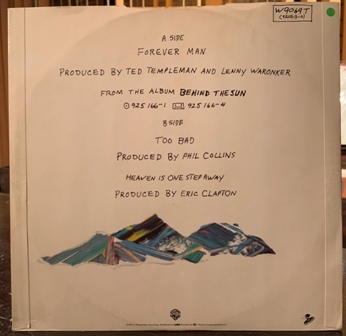 W9069T
A SIDE
FOREVER MAN
PRODUCED BY TED TEMPLEMAN AND LENNY WARONKER
FROM THE ALBUM BEHIND THE SUN
925 166-1 925 166-4
B SIDE
TOO BAD
PRODUCED BY PHIL COLLINS
HEAVEN IS ONE STEP AWAY
PRODUCED BY ERIC CLAPTON